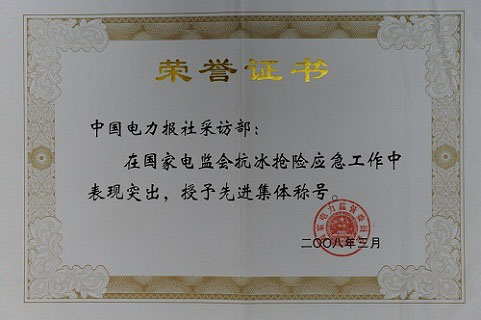 荣誉证书
中国电力报社采访部：
在国家电监会抗冰抢险应急工作中
表现突出，授予先进集体称号。
二〇〇八年三月